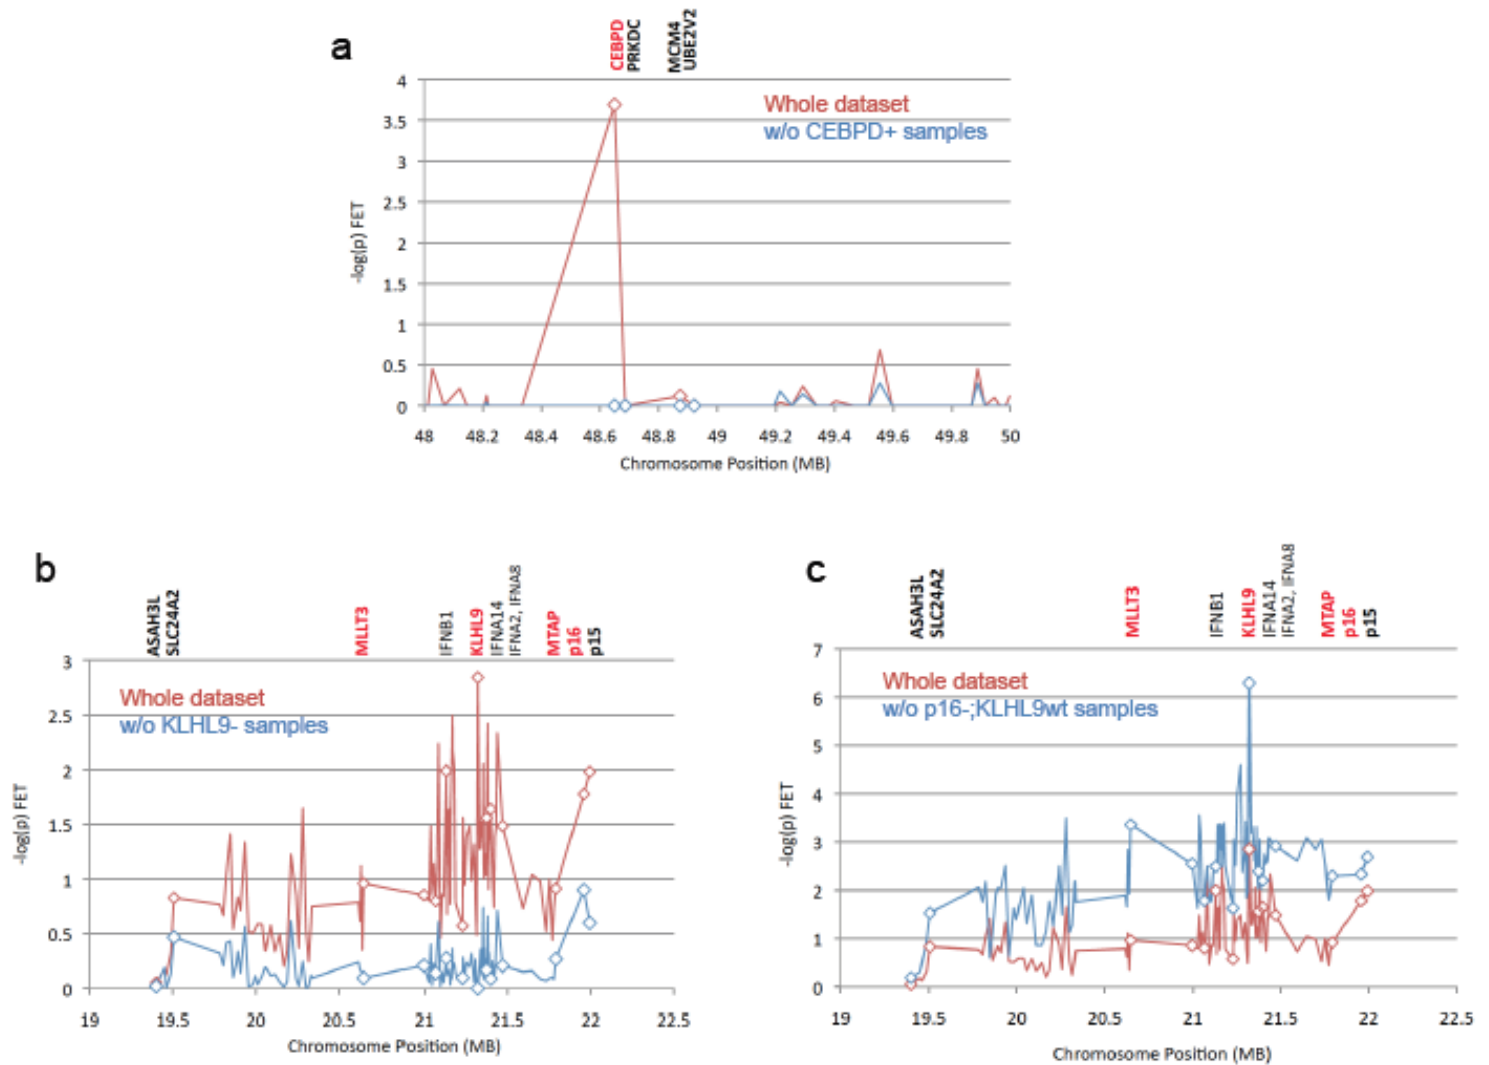 a
CEBPD
PRKDC
MCM4
UBE2V2
4
3.5
3
2.5
2
1.5
1
0.5
0
-log(p) FET
Whole dataset
w/o CEBPD+ samples
48 48.2 48.4 48.6 48.8 49 49.2 49.4 49.6 49.8 50
Chromosome Position (MB)
b
ASAH3L
SLC24A2
MLLT3
IFNB1
KLHL9
IFNA14
IFNA2, IFNA8
MTAP
p16
p15
3
2.5
2
1.5
1
0.5
0
-log(p) FET
Whole dataset
w/o KLHL9- samples
19 19.5 20 20.5 21 21.5 22 22.5
Chromosome Position (MB)
c
ASAH3L
SLC24A2
MLLT3
IFNB1
KLHL9
IFNA14
IFNA2, IFNA8
MTAP
p16
p15
7
6
5
4
3
2
1
0
-log(p) FET
Whole dataset
w/o p16-;KLHL9wt samples
19 19.5 20 20.5 21 21.5 22 22.5
Chromosome Position (MB)